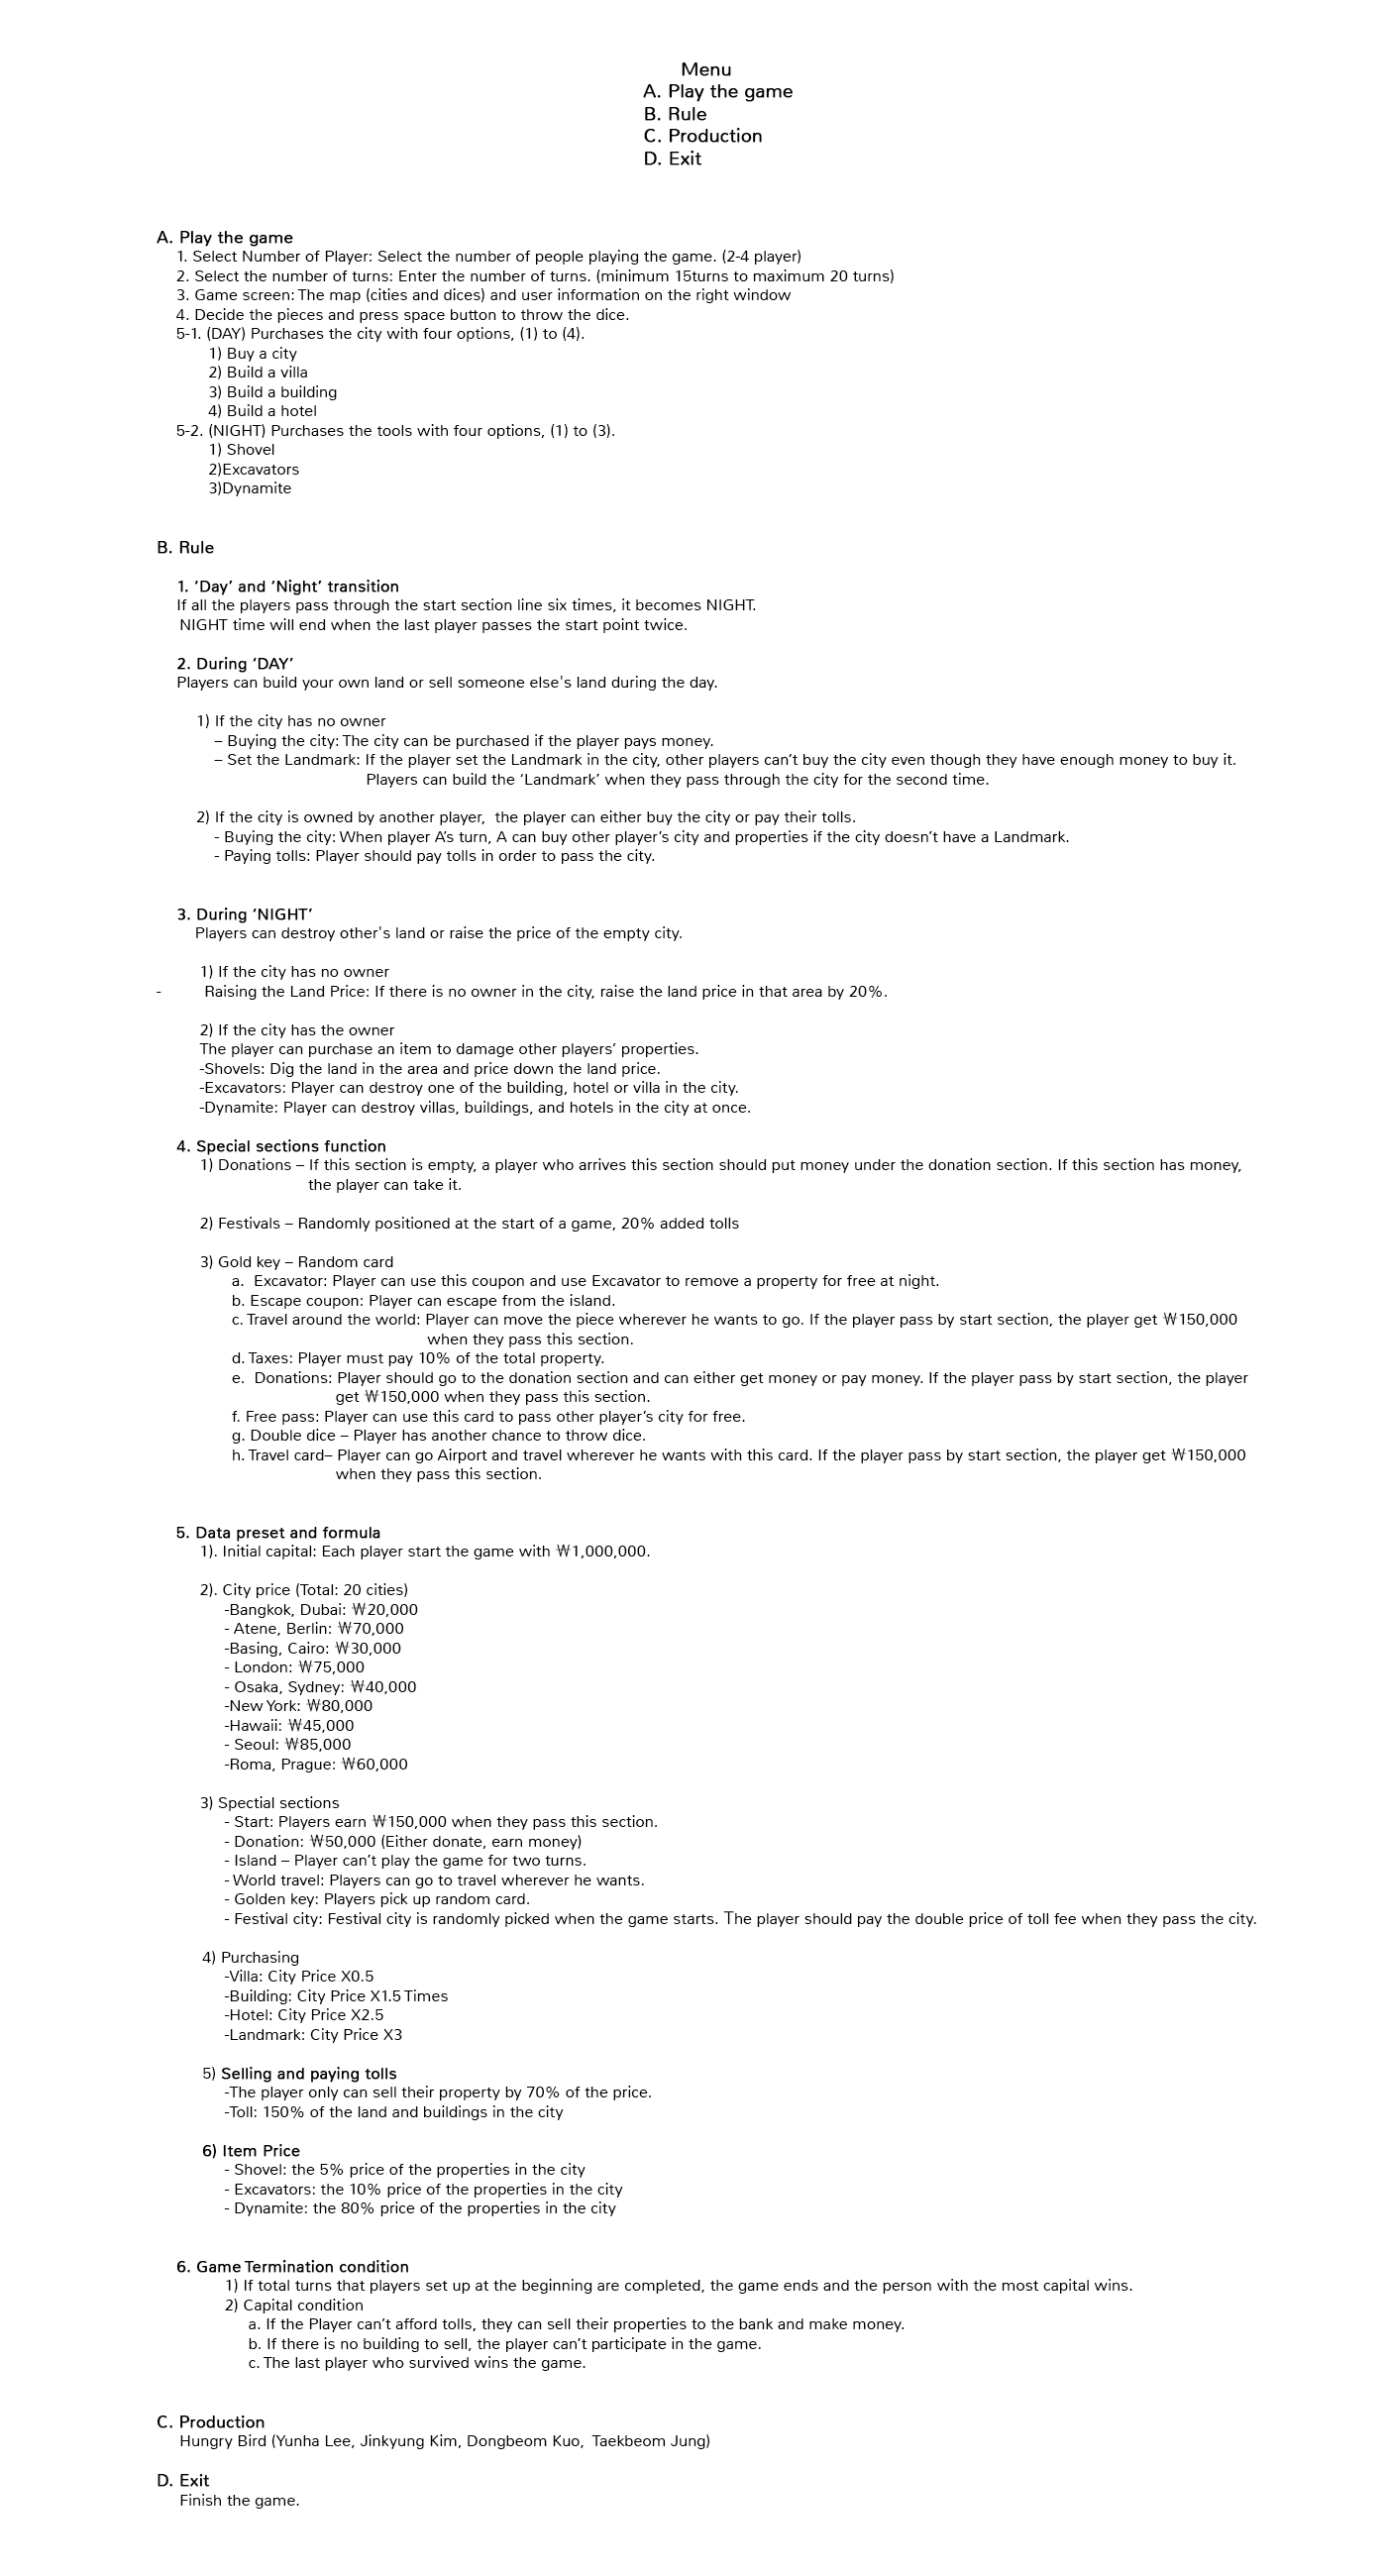 Menu
A. Play the game
B. Rule
C. Production
D. Exit
A. Play the game
1. Select Number of Player: Select the number of people playing the game. (2-4 player)
2. Select the number of turns: Enter the number of turns. (minimum 15turns to maximum 20 turns)
3. Game screen: The map (cities and dices) and user information on the right window
4. Decide the pieces and press space button to throw the dice.
5-1. (DAY) Purchases the city with four options, (1) to (4).
1) Buy a city
2) Build a villa
3) Build a building
4) Build a hotel
5-2. (NIGHT) Purchases the tools with four options, (1) to (3).
1) Shovel
2)Excavators
3)Dynamite
B. Rule
1. ‘Day’ and ‘Night’ transition
If all the players pass through the start section line six times, it becomes NIGHT.
NIGHT time will end when the last player passes the start point twice.
2. During ‘DAY’
Players can build your own land or sell someone else's land during the day.
1) If the city has no owner
– Buying the city: The city can be purchased if the player pays money.
– Set the Landmark: If the player set the Landmark in the city, other players can’t buy the city even though they have enough money to buy it.
Players can build the ‘Landmark’ when they pass through the city for the second time.
2) If the city is owned by another player,  the player can either buy the city or pay their tolls.
- Buying the city: When player A’s turn, A can buy other player’s city and properties if the city doesn’t have a Landmark.
- Paying tolls: Player should pay tolls in order to pass the city.
3. During ‘NIGHT’
Players can destroy other's land or raise the price of the empty city.
1) If the city has no owner
- Raising the Land Price: If there is no owner in the city, raise the land price in that area by 20%.
2) If the city has the owner
The player can purchase an item to damage other players’ properties.
-Shovels: Dig the land in the area and price down the land price.
-Excavators: Player can destroy one of the building, hotel or villa in the city.
-Dynamite: Player can destroy villas, buildings, and hotels in the city at once.
4. Special sections function
1) Donations – If this section is empty, a player who arrives this section should put money under the donation section. If this section has money,
the player can take it.
2) Festivals – Randomly positioned at the start of a game, 20% added tolls
3) Gold key – Random card
a.  Excavator: Player can use this coupon and use Excavator to remove a property for free at night.
b. Escape coupon: Player can escape from the island.
c. Travel around the world: Player can move the piece wherever he wants to go. If the player pass by start section, the player get ₩150,000
when they pass this section.
d. Taxes: Player must pay 10% of the total property.
e.  Donations: Player should go to the donation section and can either get money or pay money. If the player pass by start section, the player
get ₩150,000 when they pass this section.
f. Free pass: Player can use this card to pass other player’s city for free.
g. Double dice – Player has another chance to throw dice.
h. Travel card– Player can go Airport and travel wherever he wants with this card. If the player pass by start section, the player get ₩150,000
when they pass this section.
5. Data preset and formula
1). Initial capital: Each player start the game with ₩1,000,000.
2). City price (Total: 20 cities)
-Bangkok, Dubai: ₩20,000
- Atene, Berlin: ₩70,000
-Basing, Cairo: ₩30,000
- London: ₩75,000
- Osaka, Sydney: ₩40,000
-New York: ₩80,000
-Hawaii: ₩45,000
- Seoul: ₩85,000
-Roma, Prague: ₩60,000
3) Spectial sections
- Start: Players earn ₩150,000 when they pass this section.
- Donation: ₩50,000 (Either donate, earn money)
- Island – Player can’t play the game for two turns.
- World travel: Players can go to travel wherever he wants.
- Golden key: Players pick up random card.
- Festival city: Festival city is randomly picked when the game starts. The player should pay the double price of toll fee when they pass the city.
4) Purchasing
-Villa: City Price X0.5
-Building: City Price X1.5 Times
-Hotel: City Price X2.5
-Landmark: City Price X3
5) Selling and paying tolls
-The player only can sell their property by 70% of the price.
-Toll: 150% of the land and buildings in the city
6) Item Price
- Shovel: the 5% price of the properties in the city
- Excavators: the 10% price of the properties in the city
- Dynamite: the 80% price of the properties in the city
6. Game Termination condition
1) If total turns that players set up at the beginning are completed, the game ends and the person with the most capital wins.
2) Capital condition
a. If the Player can’t afford tolls, they can sell their properties to the bank and make money.
b. If there is no building to sell, the player can’t participate in the game.
c. The last player who survived wins the game.
C. Production
Hungry Bird (Yunha Lee, Jinkyung Kim, Dongbeom Kuo,  Taekbeom Jung)
D. Exit
Finish the game.